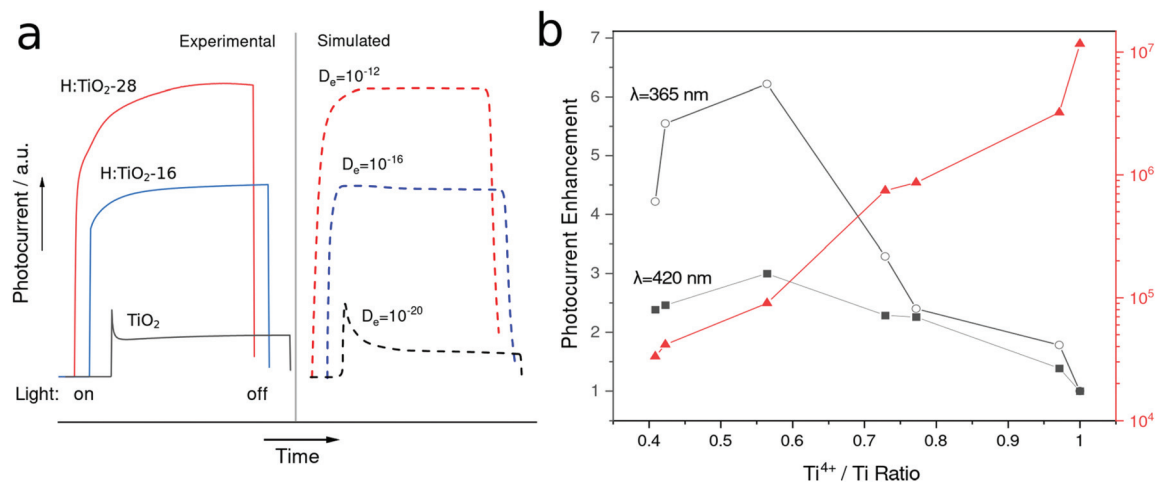 a
Experimental
Simulated
H:TiO₂-28
Dₑ=10⁻¹²
H:TiO₂-16
Dₑ=10⁻¹⁶
TiO₂
Dₑ=10⁻²⁰
Photocurrent / a.u.
Light: on off
Time
b
7
6
5
4
3
2
1
Photocurrent Enhancement
λ=365 nm
λ=420 nm
10⁷
10⁶
10⁵
10⁴
0.4 0.5 0.6 0.7 0.8 0.9 1
Ti⁴⁺ / Ti Ratio